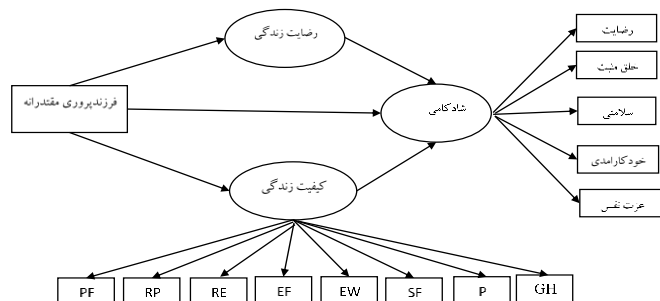 رضایت زندگی
فرزندپروری مقتدرانه
شادکامی
کیفیت زندگی
رضایت
خلق مثبت
سلامتی
خودکارامدی
عزت نفس
PF
RP
RE
EF
EW
SF
P
GH